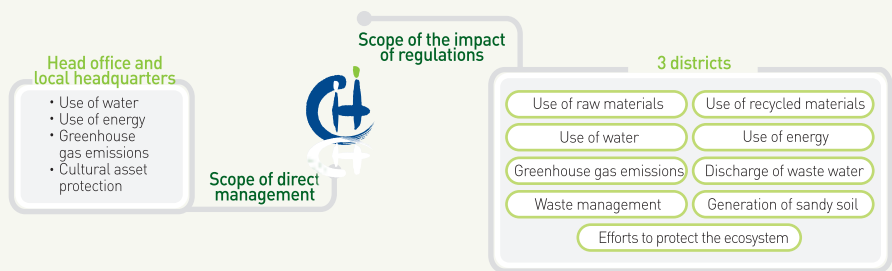 Head office and
local headquarters
• Use of water
• Use of energy
• Greenhouse
gas emissions
• Cultural asset
protection
Scope of direct
management
Scope of the impact
of regulations
3 districts
Use of raw materials
Use of recycled materials
Use of water
Use of energy
Greenhouse gas emissions
Discharge of waste water
Waste management
Generation of sandy soil
Efforts to protect the ecosystem